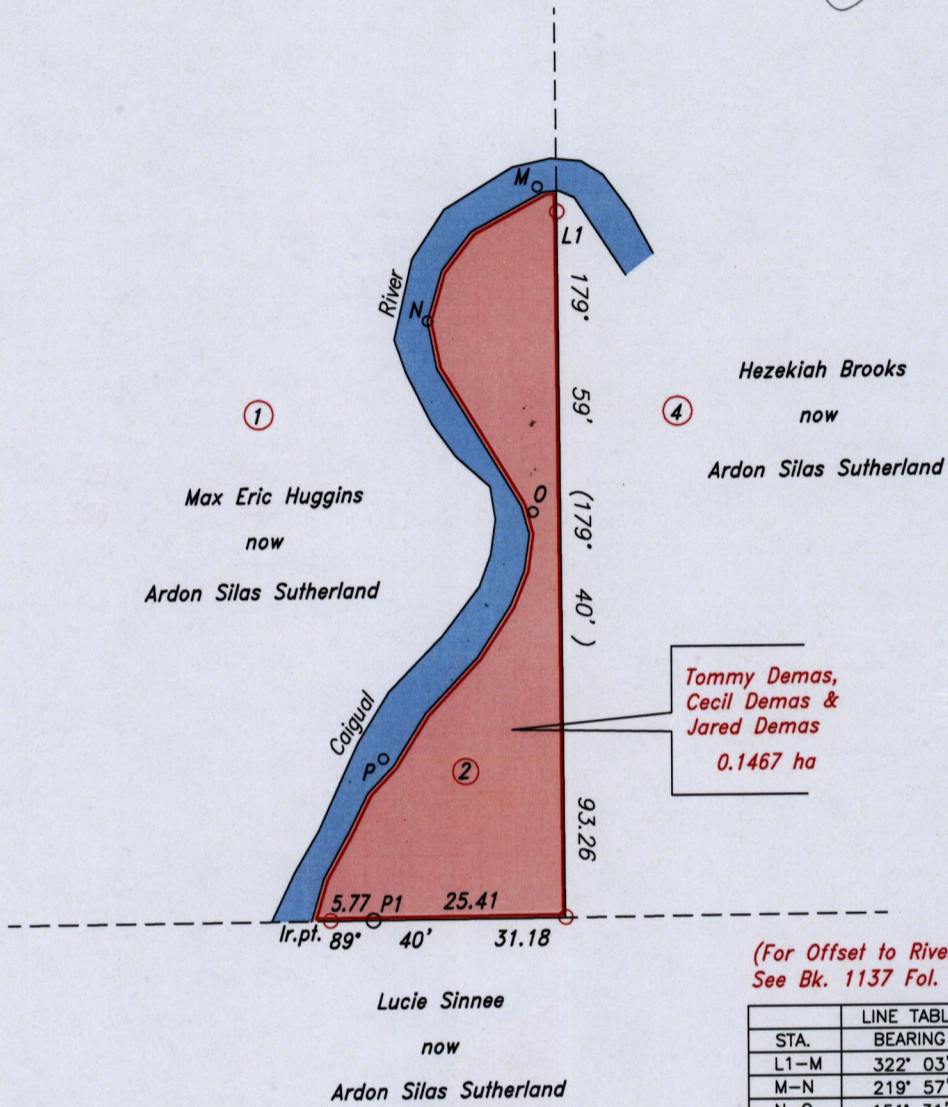 M
L1
River
N
179° 59' (179° 40')
93.26
Hezekiah Brooks
now
Ardon Silas Sutherland
4
1
Max Eric Huggins
now
Ardon Silas Sutherland
O
Tommy Demas,
Cecil Demas &
Jared Demas
0.1467 ha
Caigual
P
2
5.77 P1 25.41
Ir.pt. 89° 40' 31.18
Lucie Sinnee
now
Ardon Silas Sutherland
(For Offset to
See Bk. 1137 Fol.
LINE
STA. BEARING
L1-M 322° 03'
M-N 219° 57'